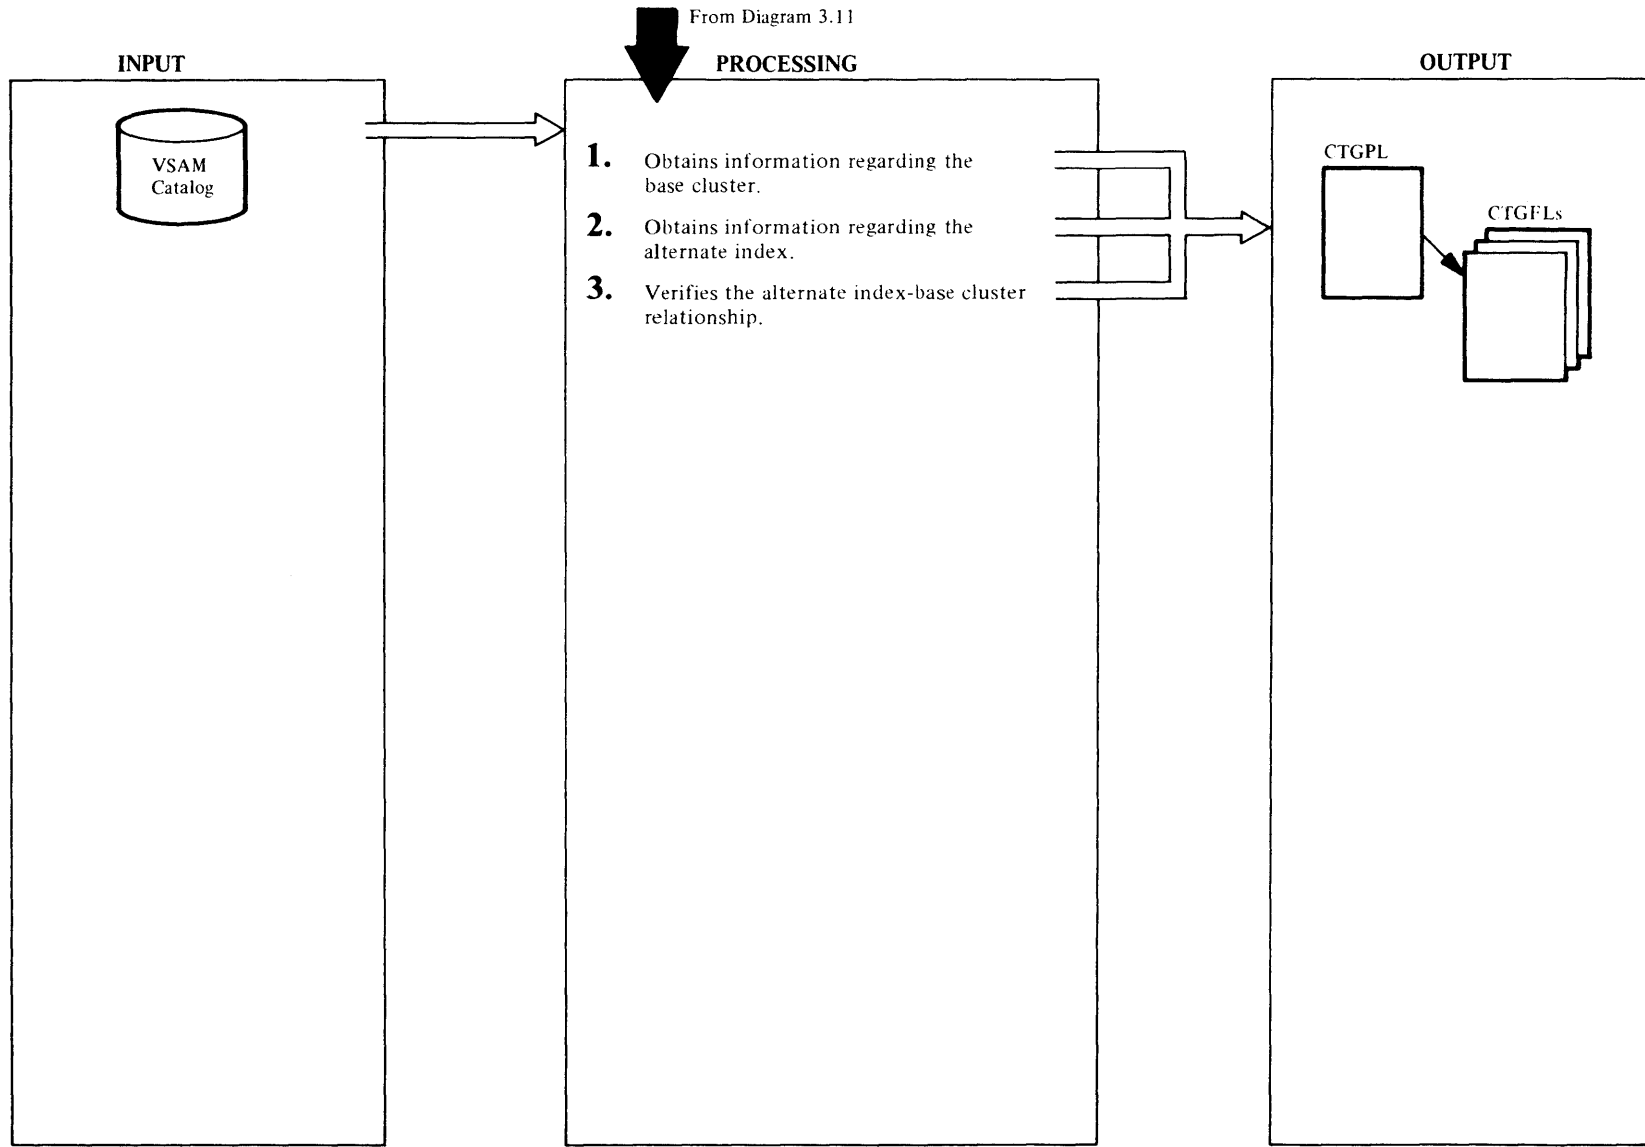 From Diagram 3.11
INPUT
PROCESSING
OUTPUT
VSAM
Catalog
1. Obtains information regarding the
base cluster.
2. Obtains information regarding the
alternate index.
3. Verifies the alternate index-base cluster
relationship.
CTGPL
CTGFLs